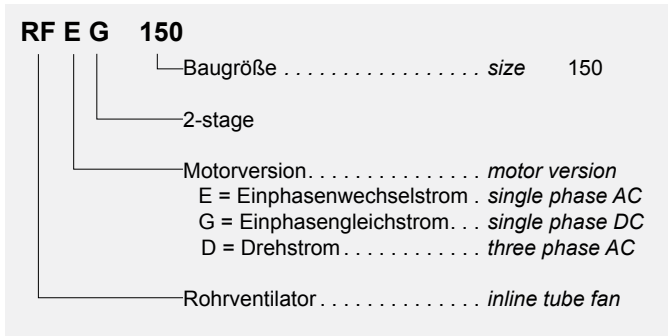 RF E G 150
Baugröße . . . . . . . . . . . . . . . . . . size 150
2-stage
Motorversion. . . . . . . . . . . . . . . motor version
E = Einphasenwechselstrom . single phase AC
G = Einphasengleichstrom. . . single phase DC
D = Drehstrom . . . . . . . . . . . . three phase AC
Rohrventilator . . . . . . . . . . . . . . inline tube fan